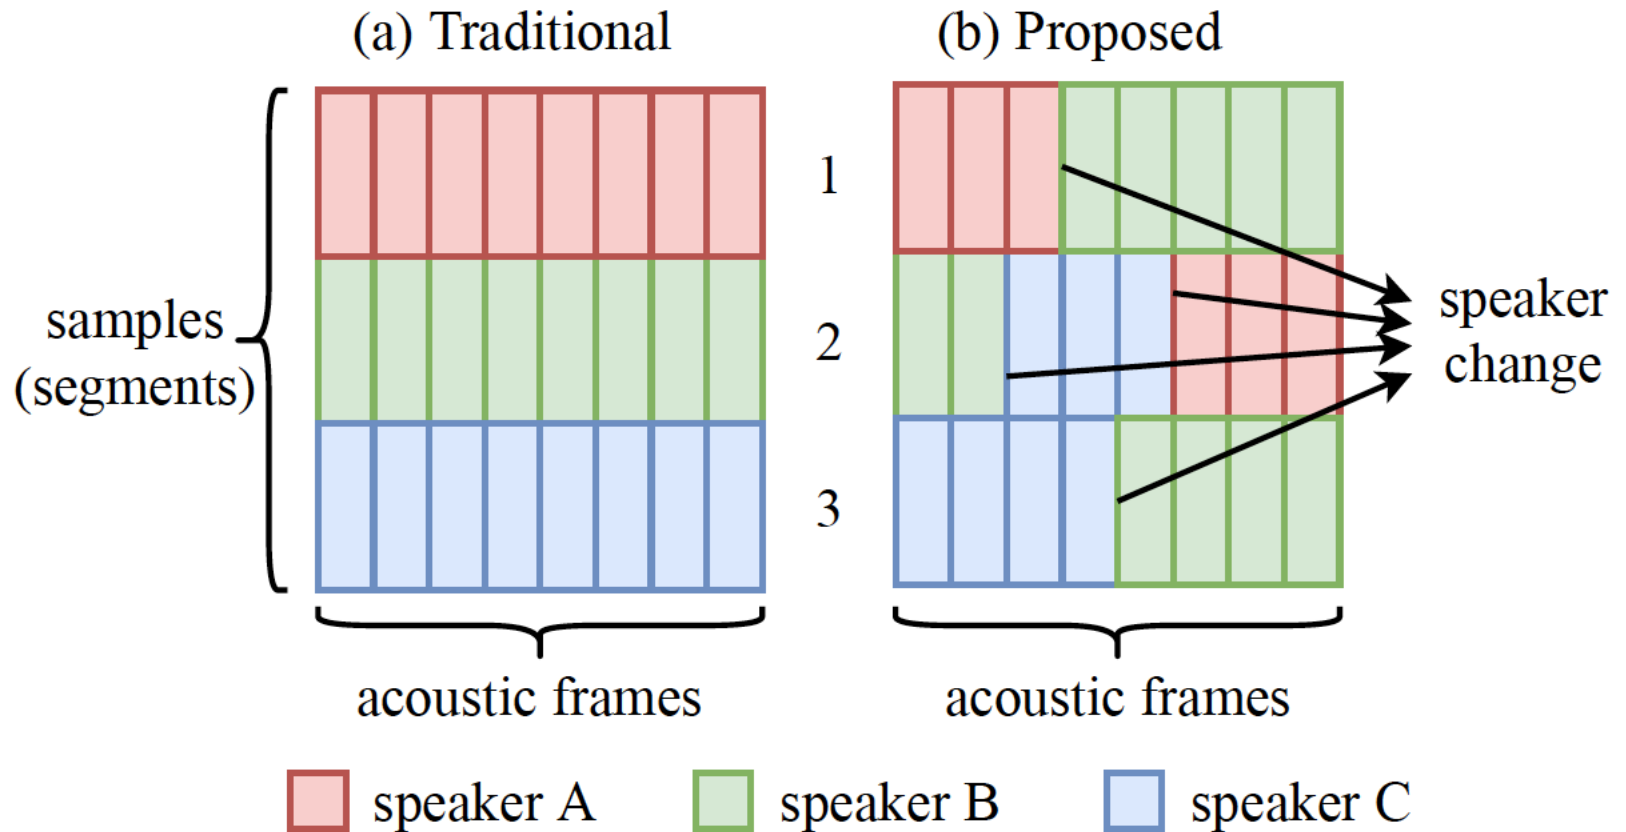 (a) Traditional
(b) Proposed
samples
(segments)
1
2
3
speaker
change
acoustic frames
acoustic frames
speaker A
speaker B
speaker C